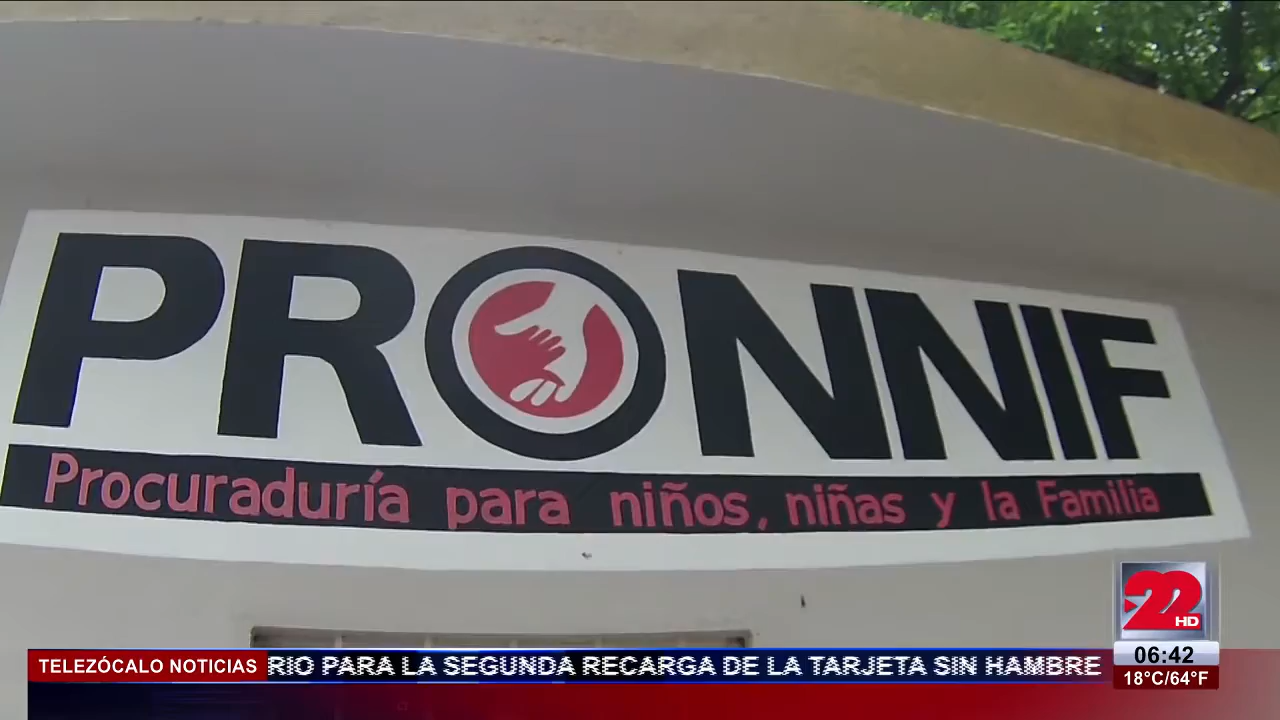 PRONNIF
Procuraduría para niños, niñas y la Familia
22
HD
06:42
18°C/64°F
TELEZÓCALO NOTICIAS
RIO PARA LA SEGUNDA RECARGA DE LA TARJETA SIN HAMBRE